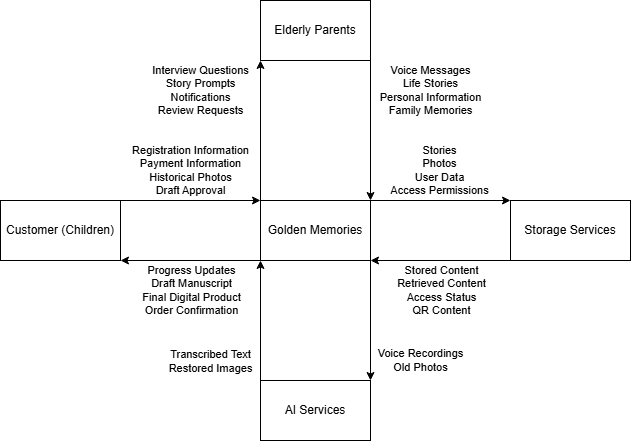 Elderly Parents
Interview Questions
Story Prompts
Notifications
Review Requests
Voice Messages
Life Stories
Personal Information
Family Memories
Registration Information
Payment Information
Historical Photos
Draft Approval
Stories
Photos
User Data
Access Permissions
Customer (Children)
Golden Memories
Storage Services
Progress Updates
Draft Manuscript
Final Digital Product
Order Confirmation
Stored Content
Retrieved Content
Access Status
QR Content
Transcribed Text
Restored Images
Voice Recordings
Old Photos
AI Services